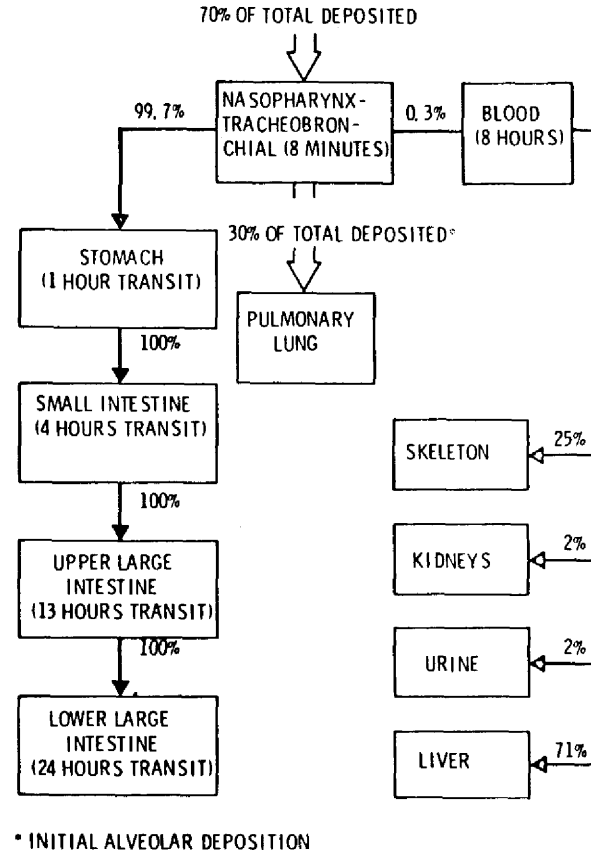 70% OF TOTAL DEPOSITED
NASOPHARYNX-
TRACHEOBRON-
CHIAL (8 MINUTES)
99.7%
0.3%
BLOOD
(8 HOURS)
STOMACH
(1 HOUR TRANSIT)
30% OF TOTAL DEPOSITED*
PULMONARY
LUNG
100%
SMALL INTESTINE
(4 HOURS TRANSIT)
100%
UPPER LARGE
INTESTINE
(13 HOURS TRANSIT)
100%
LOWER LARGE
INTESTINE
(24 HOURS TRANSIT)
SKELETON
25%
KIDNEYS
2%
URINE
2%
LIVER
71%
* INITIAL ALVEOLAR DEPOSITION